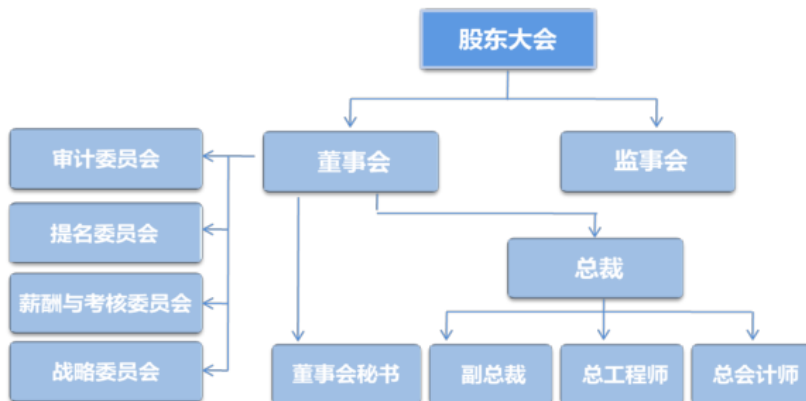 股东大会
审计委员会
董事会
监事会
提名委员会
总裁
薪酬与考核委员会
战略委员会
董事会秘书
副总裁
总工程师
总会计师